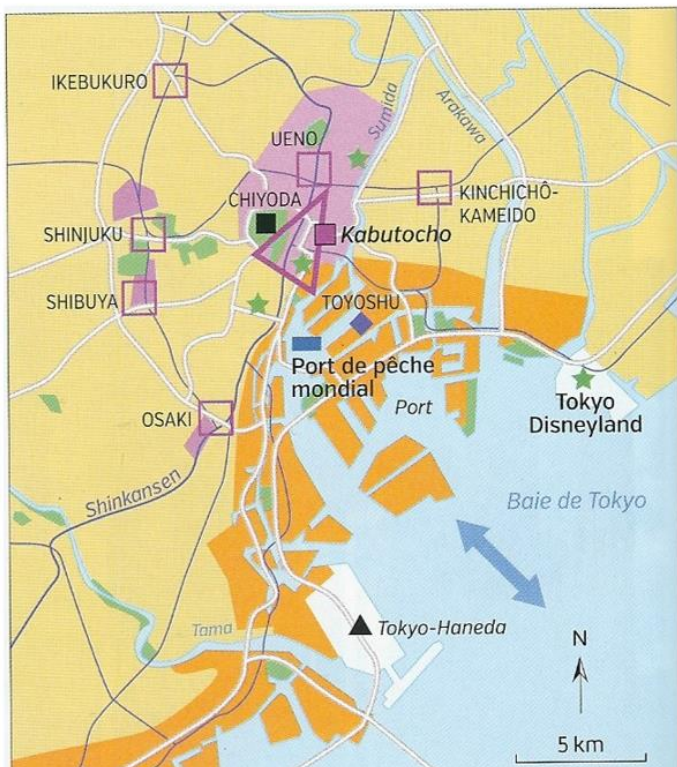 IKEBUKURO
UENO
Sumida
Arakawa
CHIYODA
KINCHICHÔ-
KAMEIDO
SHINJUKU
Kabutocho
SHIBUYA
TOYOSHU
Port de pêche
mondial
Port
Tokyo
Disneyland
OSAKI
Shinkansen
Baie de Tokyo
Tama
Tokyo-Haneda
N
5 km